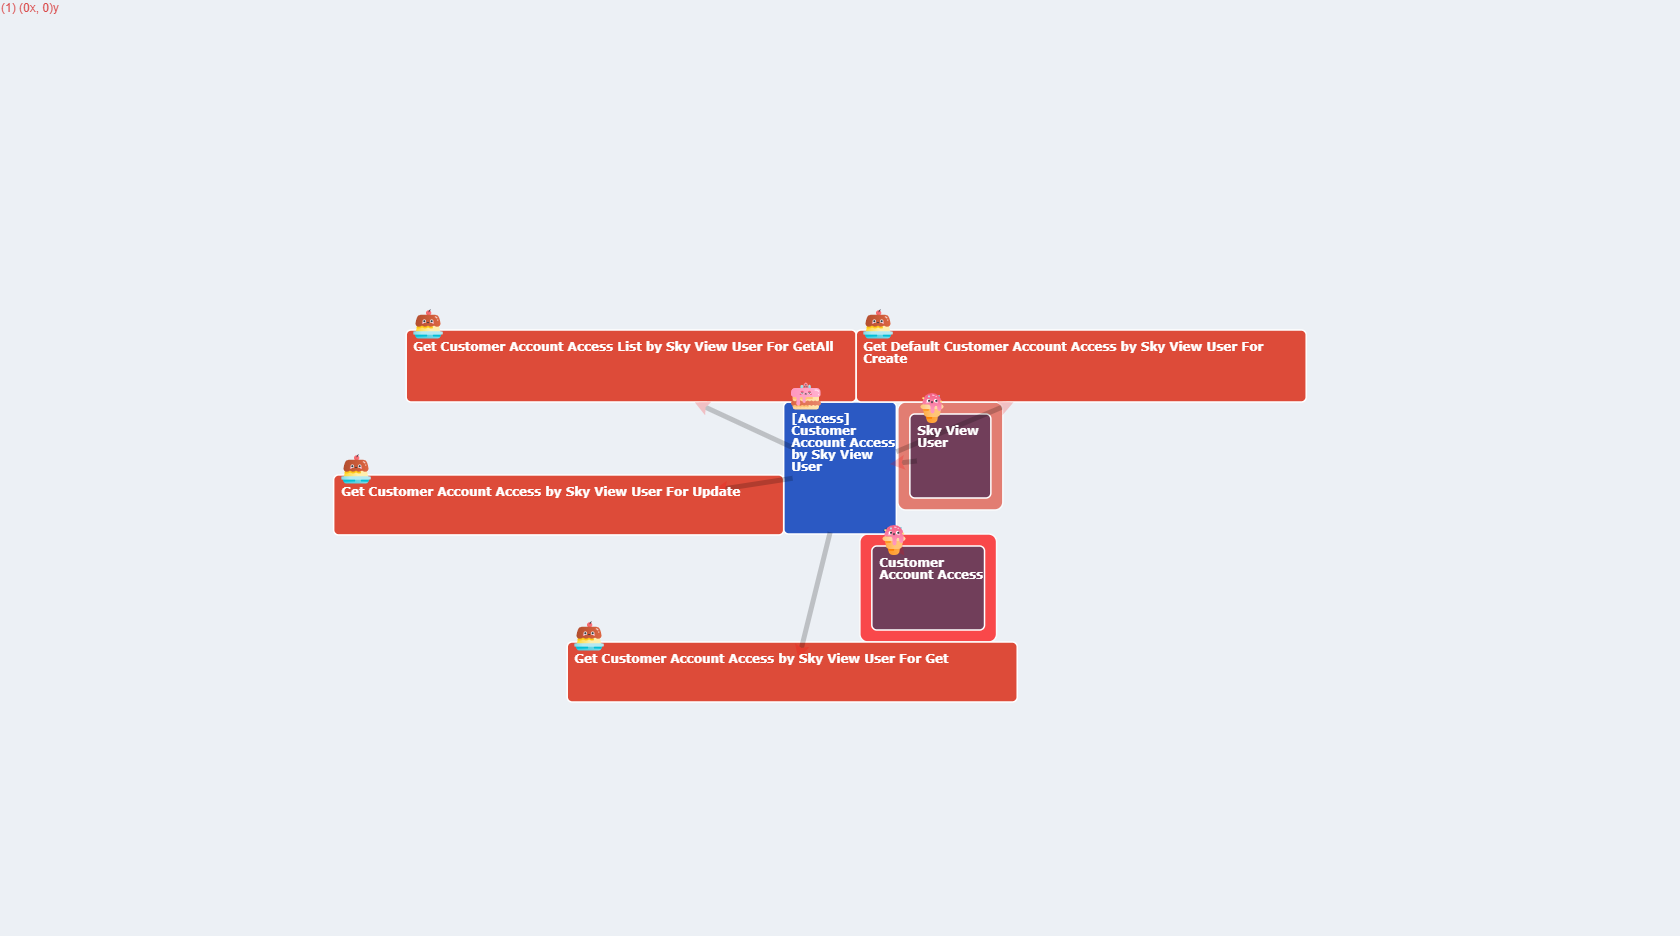 (1) (0x, 0)y
Get Customer Account Access List by Sky View User For GetAll
Get Default Customer Account Access by Sky View User For
Create
[Access]
Customer
Account Access
by Sky View
User
Sky View
User
Get Customer Account Access by Sky View User For Update
Customer
Account Access
Get Customer Account Access by Sky View User For Get